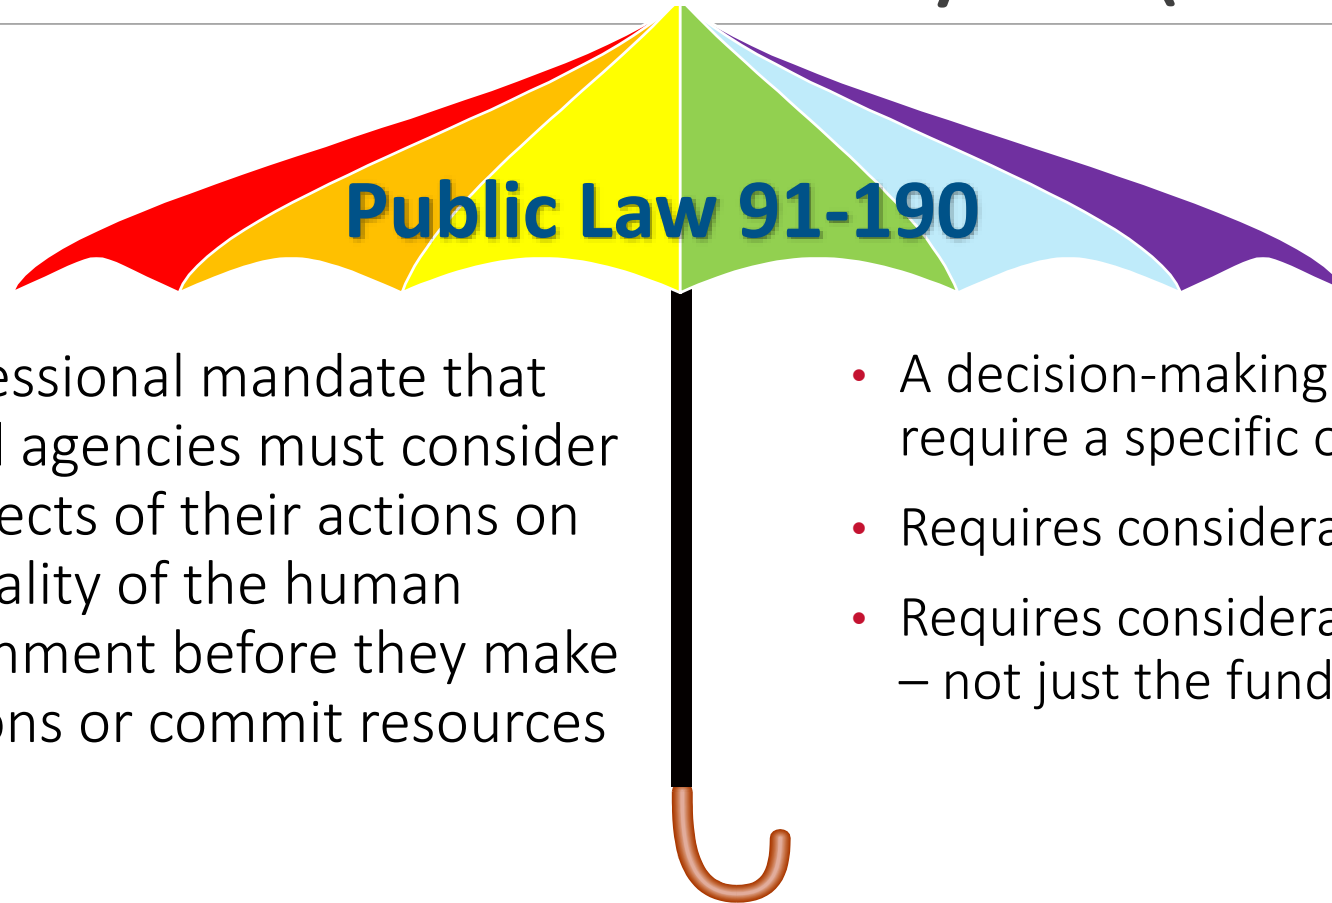 Public Law 91-190
essional mandate that
agencies must consider
ects of their actions on
ality of the human
nment before they make
ons or commit resources
• A decision-making
require a specific
• Requires considera
• Requires considera
– not just the fund